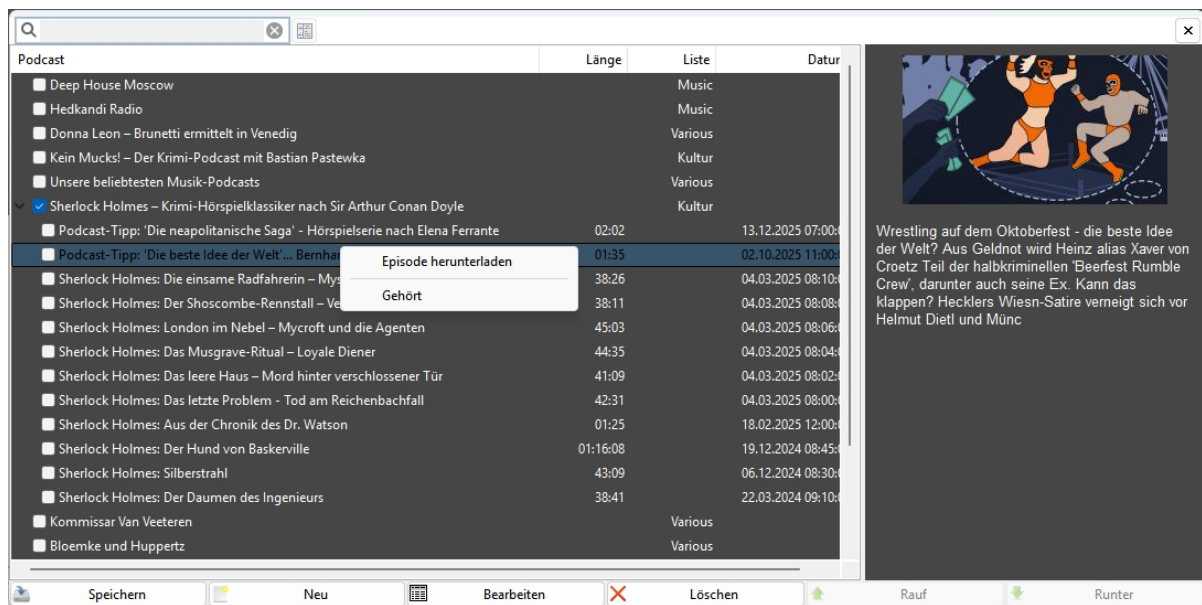 Podcast Länge Liste Datur
Deep House Moscow Music
Hedkandi Radio Music
Donna Leon – Brunetti ermittelt in Venedig Various
Kein Mucks! – Der Krimi-Podcast mit Bastian Pastewka Kultur
Unsere beliebtesten Musik-Podcasts Various
Sherlock Holmes – Krimi-Hörspielklassiker nach Sir Arthur Conan Doyle Kultur
Podcast-Tipp: 'Die neapolitanische Saga' - Hörspielserie nach Elena Ferrante 02:02 13.12.2025 07:00:
Podcast-Tipp: 'Die beste Idee der Welt'... Bernhar 01:35 02.10.2025 11:00:
Sherlock Holmes: Die einsame Radfahrerin – Mys 38:26 04.03.2025 08:10:
Sherlock Holmes: Der Shoscombe-Rennstall – Ve 38:11 04.03.2025 08:08:
Sherlock Holmes: London im Nebel – Mycroft und die Agenten 45:03 04.03.2025 08:06:
Sherlock Holmes: Das Musgrave-Ritual – Loyale Diener 44:35 04.03.2025 08:04:
Sherlock Holmes: Das leere Haus – Mord hinter verschlossener Tür 41:09 04.03.2025 08:02:
Sherlock Holmes: Das letzte Problem - Tod am Reichenbachfall 42:31 04.03.2025 08:00:
Sherlock Holmes: Aus der Chronik des Dr. Watson 01:25 18.02.2025 12:00:
Sherlock Holmes: Der Hund von Baskerville 01:16:08 19.12.2024 08:45:
Sherlock Holmes: Silberstrahl 43:09 06.12.2024 08:30:
Sherlock Holmes: Der Daumen des Ingenieurs 38:41 22.03.2024 09:10:
Kommissar Van Veeteren Various
Bloemke und Huppertz Various
Episode herunterladen
Gehört
Wrestling auf dem Oktoberfest - die beste Idee
der Welt? Aus Geldnot wird Heinz alias Xaver von
Croetz Teil der halbkriminellen 'Beerfest Rumble
Crew', darunter auch seine Ex. Kann das
klappen? Hecklers Wiesn-Satire verneigt sich vor
Helmut Dietl und Münc
Speichern Neu Bearbeiten Löschen Rauf Runter